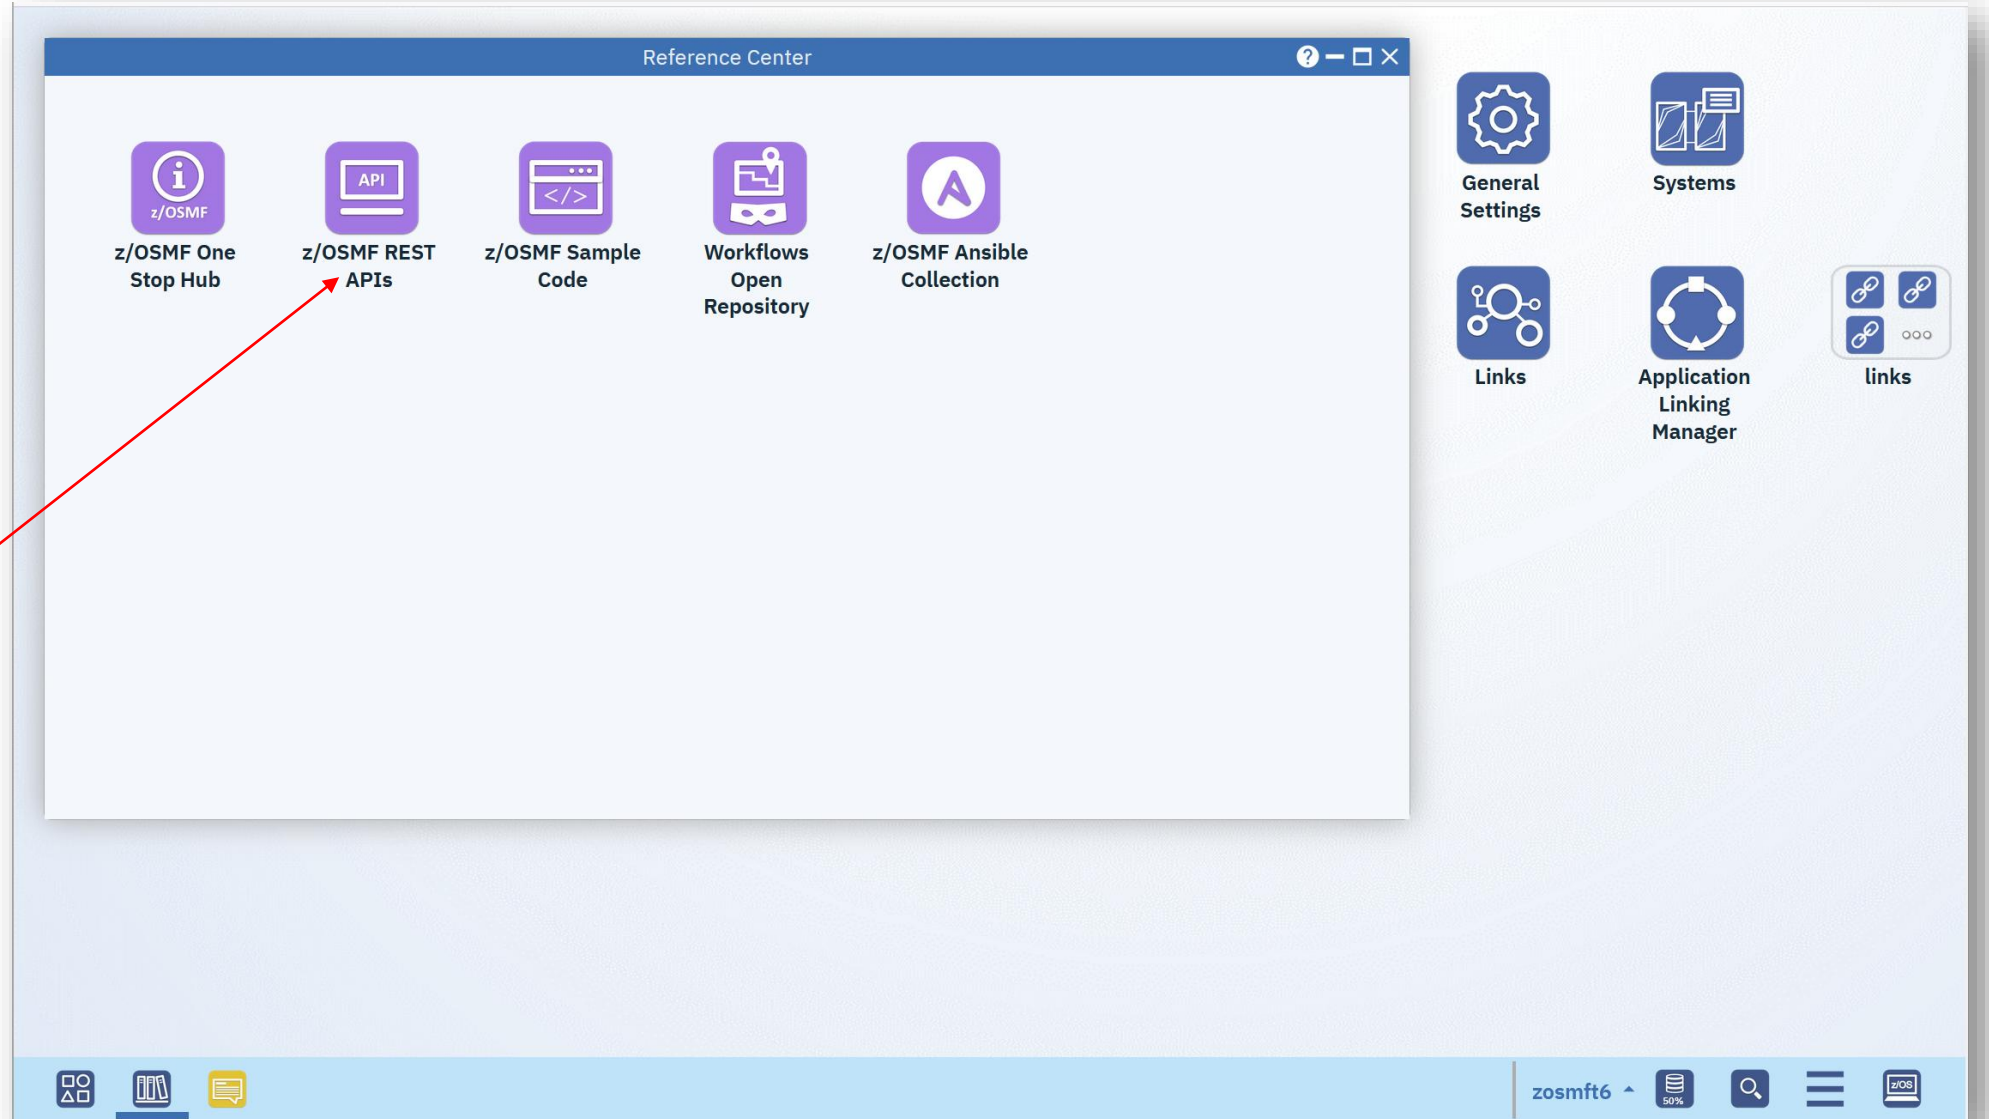 Reference Center
?
z/OSMF
API
</>
z/OSMF One
Stop Hub
z/OSMF REST
APIs
z/OSMF Sample
Code
Workflows
Open
Repository
z/OSMF Ansible
Collection
General
Settings
Systems
Links
Application
Linking
Manager
links
zosmft6
50%
z/OS